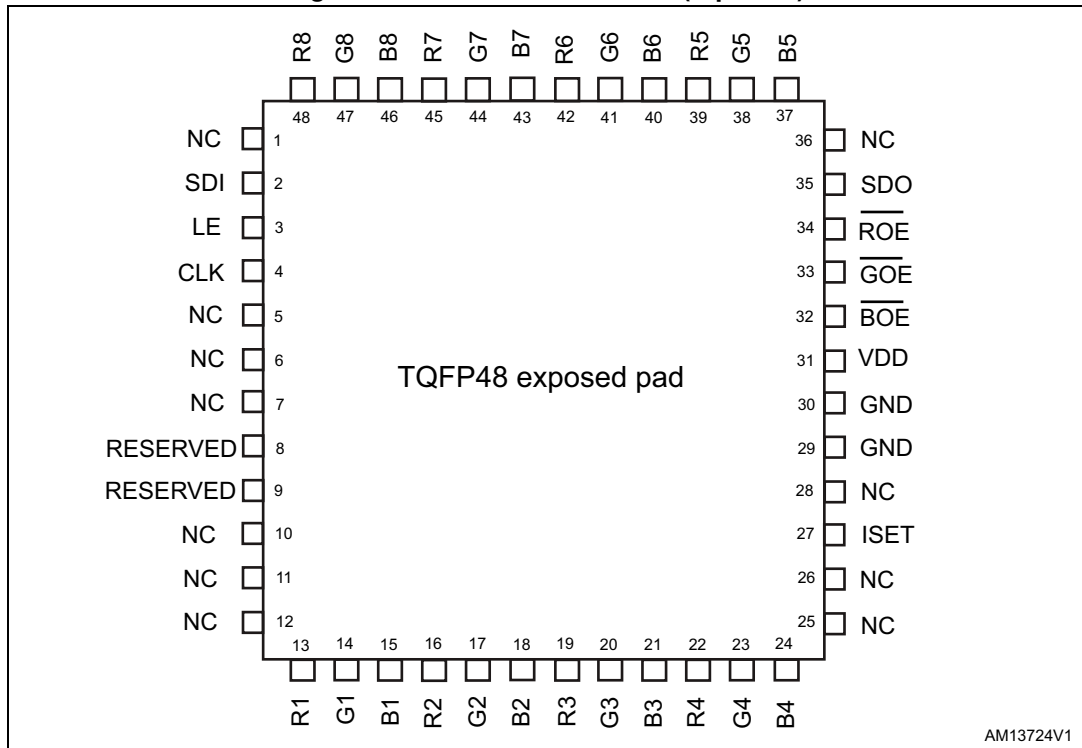 R8 G8 B8 R7 G7 B7 R6 G6 B6 R5 G5 B5
48 47 46 45 44 43 42 41 40 39 38 37
NC 1 36 NC
SDI 2 35 SDO
LE 3 34 ROE
CLK 4 33 GOE
NC 5 32 BOE
NC 6 31 VDD
TQFP48 exposed pad
NC 7 30 GND
RESERVED 8 29 GND
RESERVED 9 28 NC
NC 10 27 ISET
NC 11 26 NC
NC 12 25 NC
13 14 15 16 17 18 19 20 21 22 23 24
R1 G1 B1 R2 G2 B2 R3 G3 B3 R4 G4 B4
AM13724V1